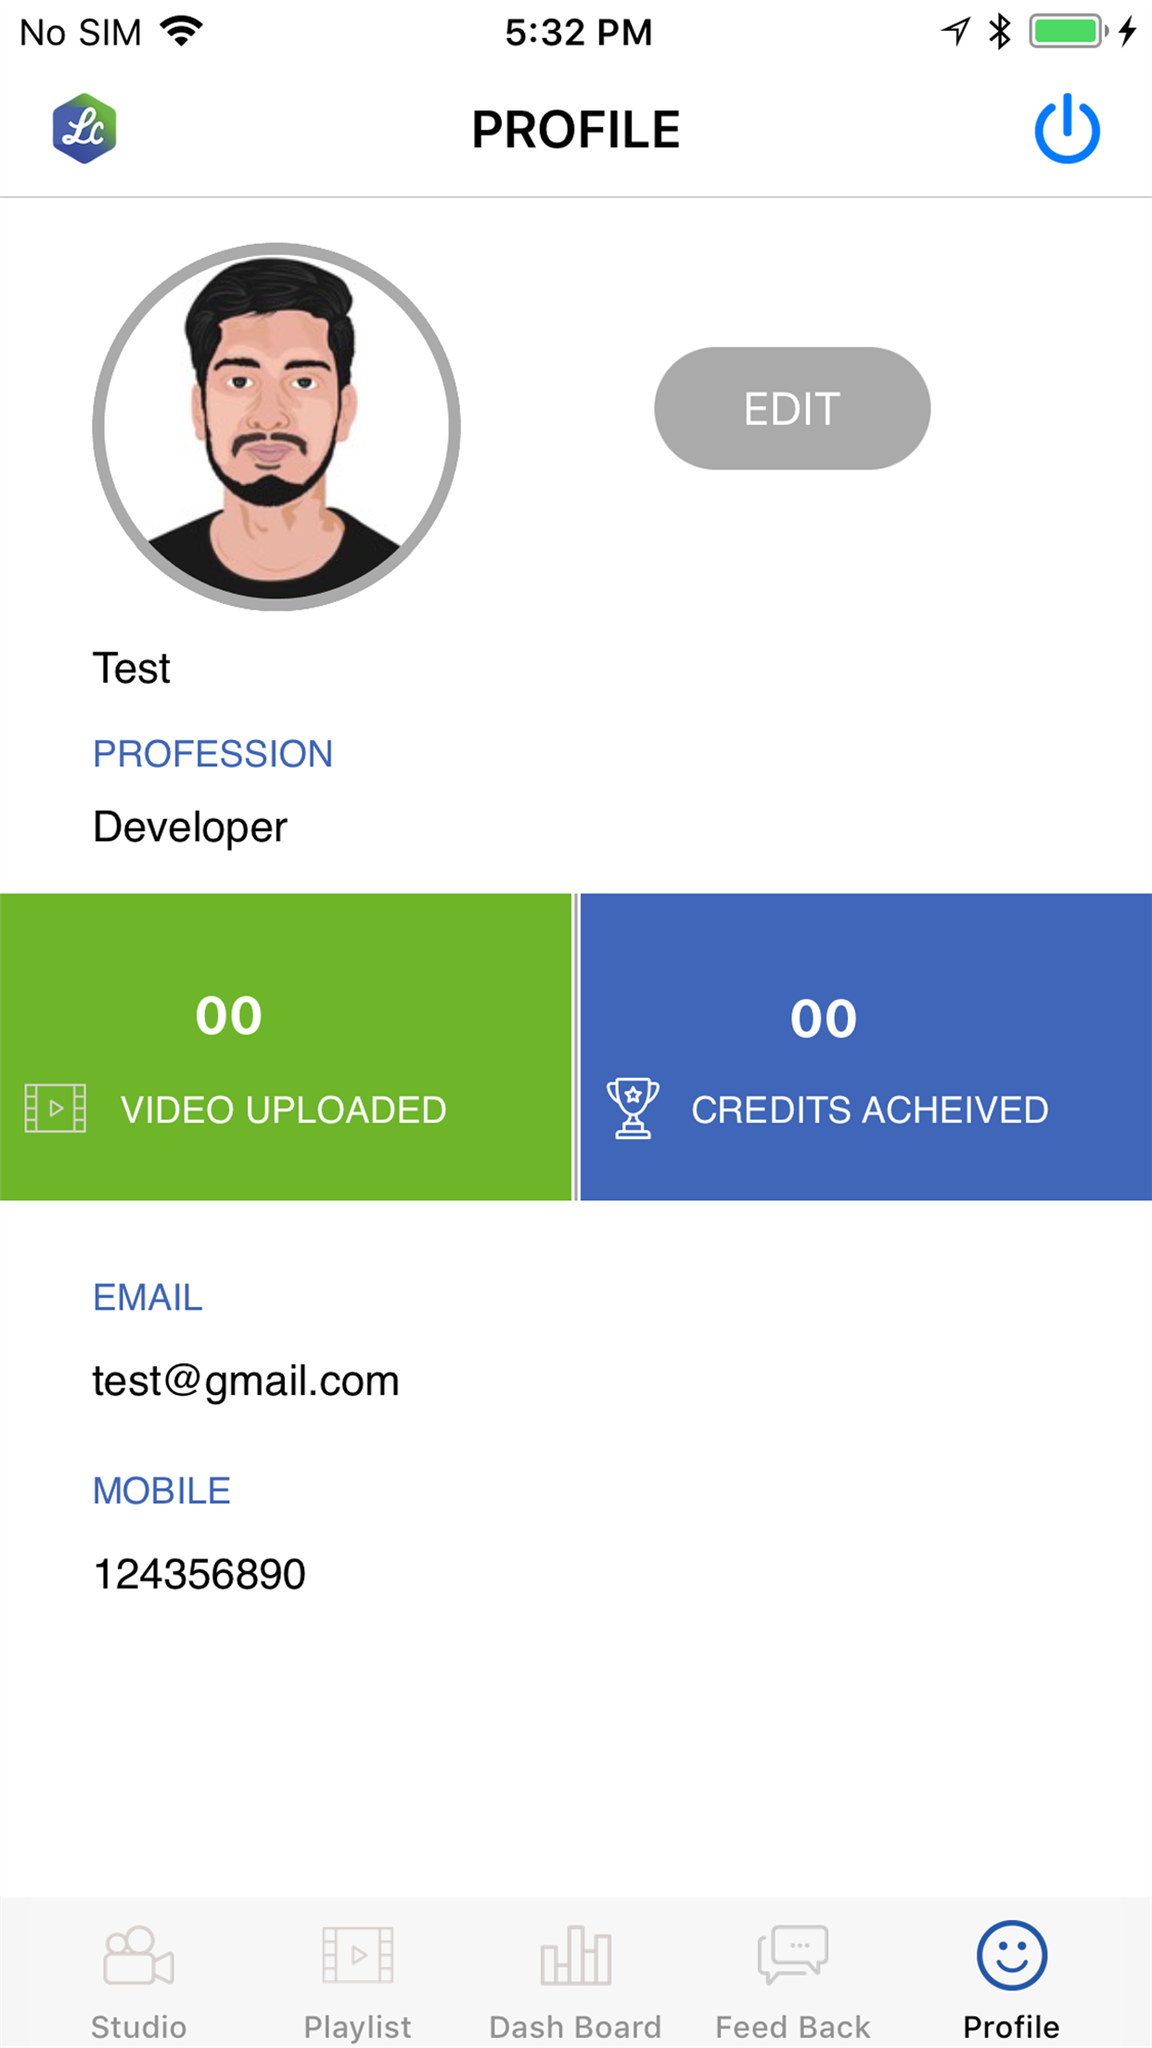 No SIM 5:32 PM
Lc PROFILE
EDIT
Test
PROFESSION
Developer
00
VIDEO UPLOADED
00
CREDITS ACHEIVED
EMAIL
test@gmail.com
MOBILE
124356890
Studio Playlist Dash Board Feed Back Profile